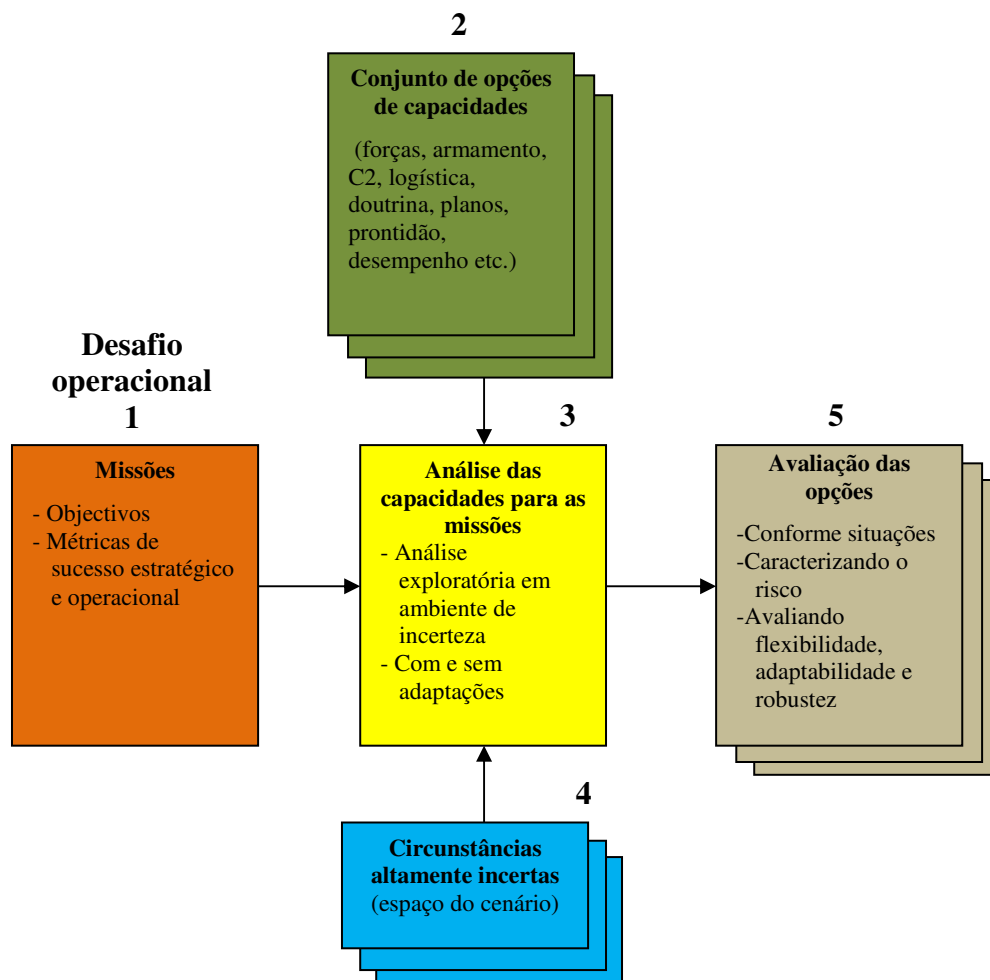 2
Conjunto de opções
de capacidades
(forças, armamento,
C2, logística,
doutrina, planos,
prontidão,
desempenho etc.)
Desafio
operacional
1
Missões
- Objectivos
- Métricas de
sucesso estratégico
e operacional
3
Análise das
capacidades para as
missões
- Análise
exploratória em
ambiente de
incerteza
- Com e sem
adaptações
5
Avaliação das
opções
-Conforme situações
-Caracterizando o
risco
-Avaliando
flexibilidade,
adaptabilidade e
robustez
4
Circunstâncias
altamente incertas
(espaço do cenário)